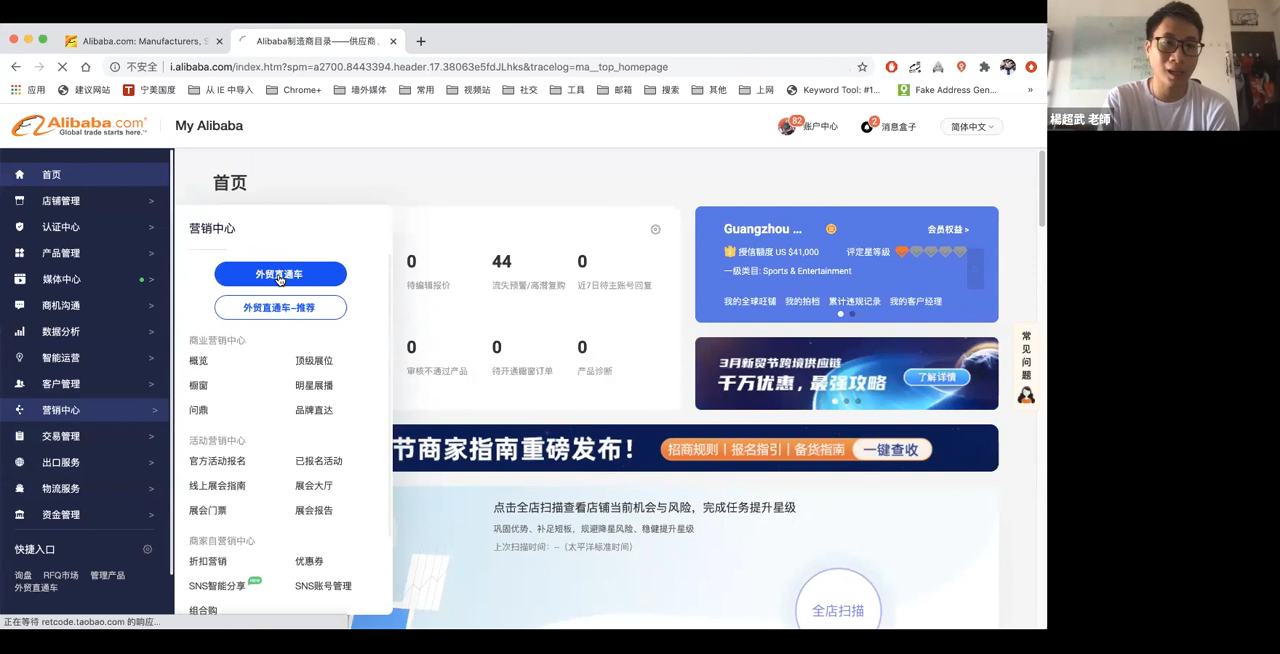 Alibaba.com: Manufacturers, S
Alibaba制造商目录——供应商、
不安全
i.alibaba.com/index.htm?spm=a2700.8443394.header.17.38063e5fdJLhks&tracelog=ma__top_homepage
应用
建议网站
宁美国度
从 IE 中导入
Chrome+
墙外媒体
常用
视频站
社交
工具
邮箱
搜索
其他
上网
Keyword Tool: #1...
Fake Address Gen...
»
楊超武 老師
Alibaba.com®
Global trade starts here.™
My Alibaba
82
账户中心
2
消息盒子
简体中文
首页
店铺管理
认证中心
产品管理
媒体中心
商机沟通
数据分析
智能运营
客户管理
营销中心
交易管理
出口服务
物流服务
资金管理
快捷入口
询盘 RFQ市场 管理产品
外贸直通车
正在等待 retcode.taobao.com 的响应...
首页
营销中心
外贸直通车
外贸直通车-推荐
商业营销中心
概览 顶级展位
橱窗 明星展播
问鼎 品牌直达
活动营销中心
官方活动报名 已报名活动
线上展会指南 展会大厅
展会门票 展会报告
商家自营销中心
折扣营销 优惠券
SNS智能分享 NEW SNS账号管理
组合购
0 44 0
待编辑报价 流失预警/高潜复购 近7日待主账号回复
0 0 0
审核不通过产品 待开通橱窗订单 产品诊断
Guangzhou ...
会员权益 »
授信额度 US $41,000 评定星等级
一级类目: Sports & Entertainment
我的全球旺铺 我的拍档 累计违规记录 我的客户经理
3月新贸节跨境供应链
千万优惠，最强攻略
了解详情
常见问题
节商家指南重磅发布！
招商规则 | 报名指引 | 备货指南
一键查收
点击全店扫描查看店铺当前机会与风险，完成任务提升星级
巩固优势、补足短板，规避降星风险、稳健提升星级
上次扫描时间：--（太平洋标准时间）
全店扫描